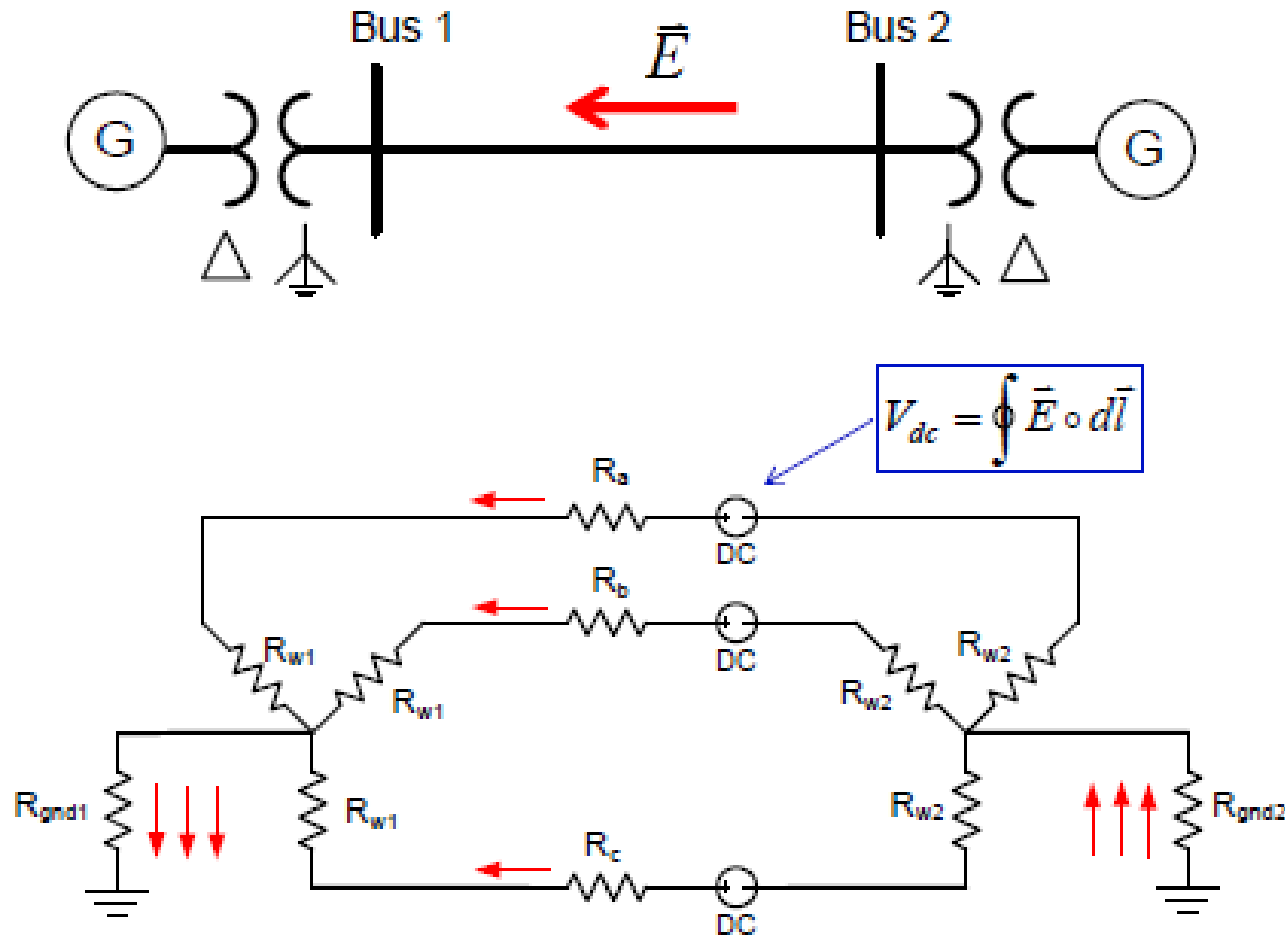 Bus 1
Bus 2
E⃗
G
G
Δ
Δ
V_dc = ∮ E⃗ ∘ dl⃗
R_a
DC
R_b
DC
R_w1
R_w1
R_w2
R_w2
R_gnd1
R_w1
R_w2
R_gnd2
R_c
DC